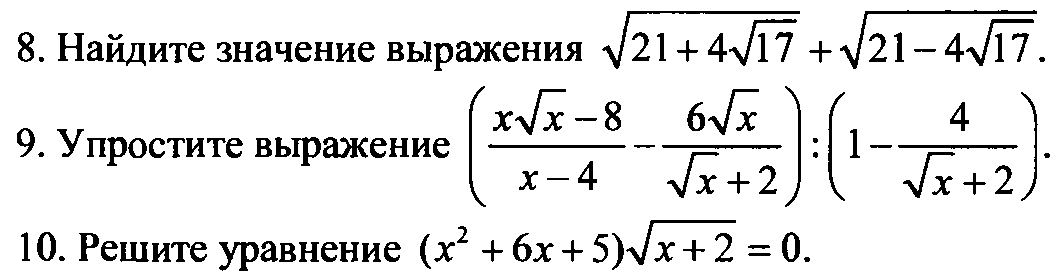 8. Найдите значение выражения √(21 + 4√17) + √(21 − 4√17).
9. Упростите выражение ((x√x − 8)/(x − 4) − (6√x)/(√x + 2)) : (1 − 4/(√x + 2)).
10. Решите уравнение (x² + 6x + 5)√(x + 2) = 0.